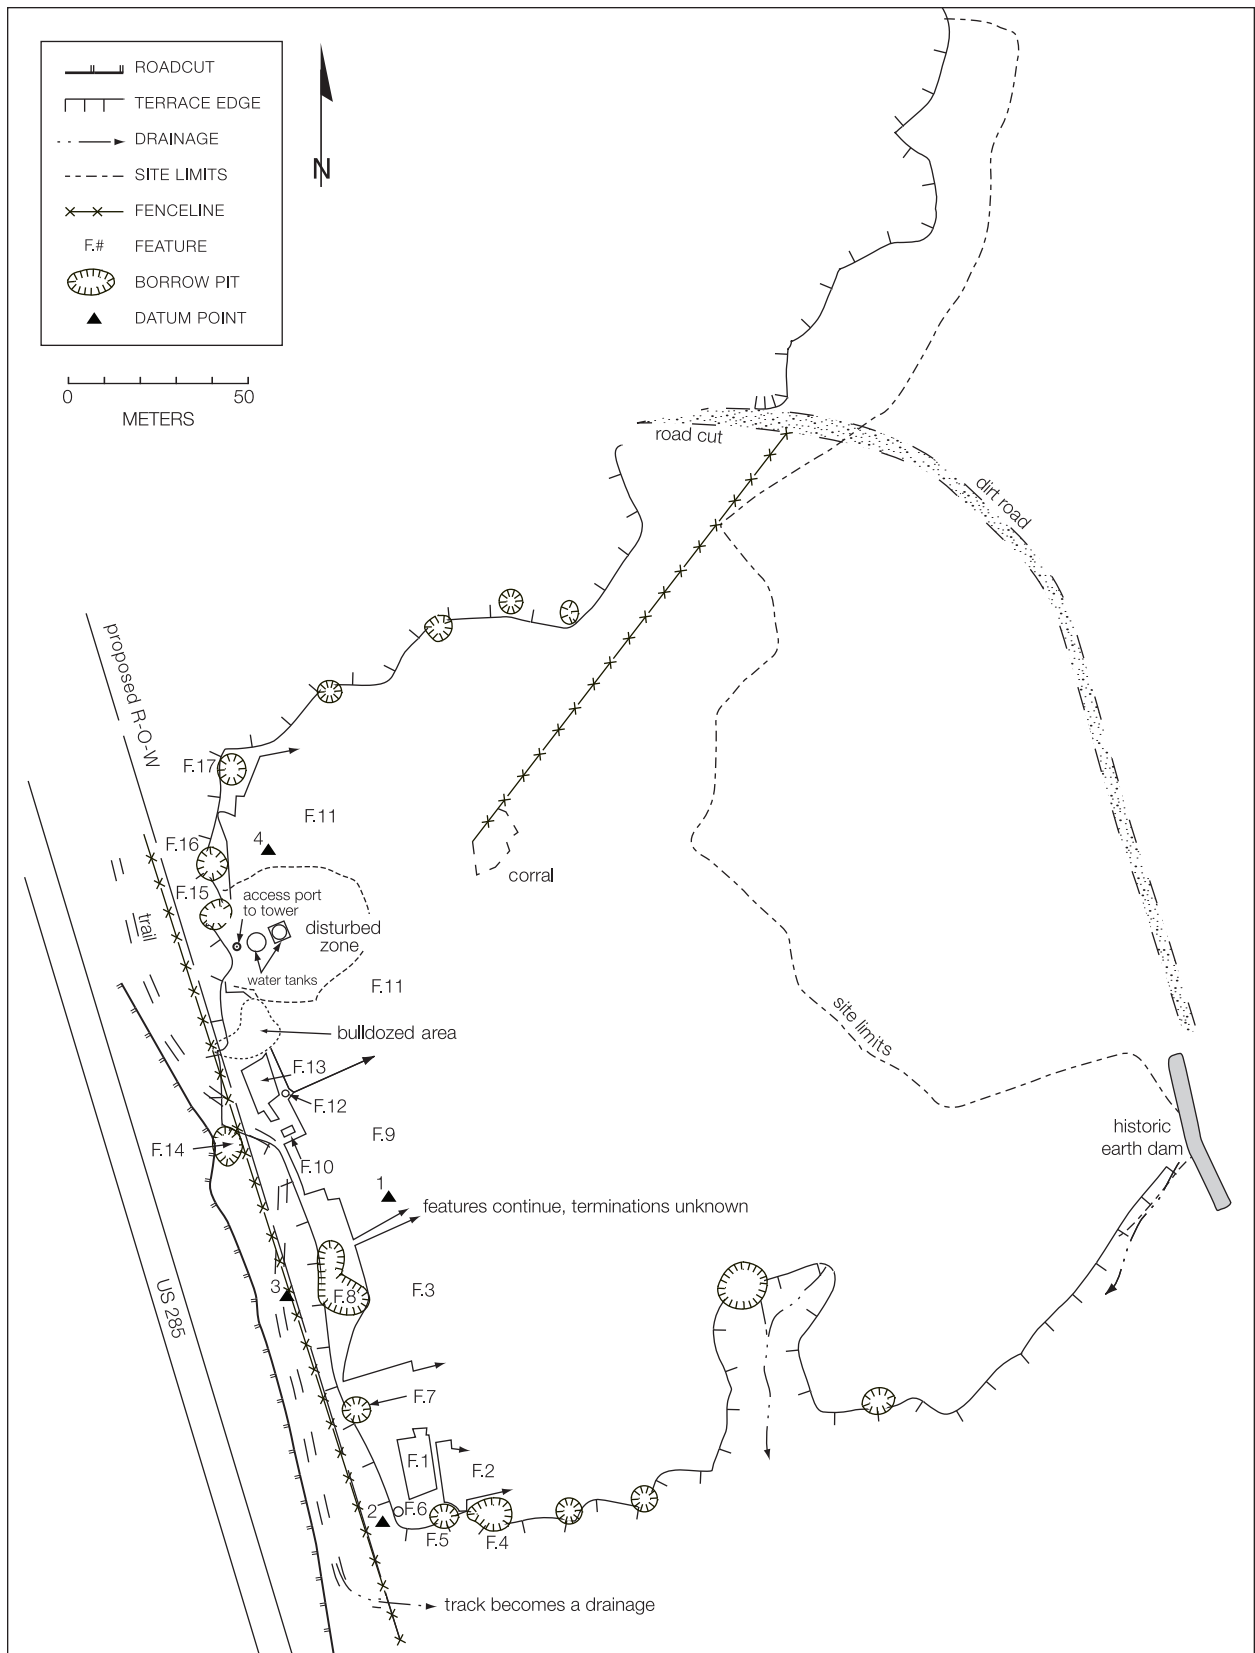 ROADCUT
TERRACE EDGE
DRAINAGE
SITE LIMITS
FENCELINE
F.# FEATURE
BORROW PIT
DATUM POINT
N
0 50
METERS
road cut
dirt road
proposed R-O-W
F.17
F.11
4
F.16
corral
F.15
access port
to tower
trail
disturbed
zone
water tanks
F.11
site limits
bulldozed area
F.13
F.12
historic
earth dam
F.9
F.14
F.10
1
features continue, terminations unknown
US 285
3
F.8
F.3
F.7
F.1
F.2
2
F.6
F.5
F.4
track becomes a drainage